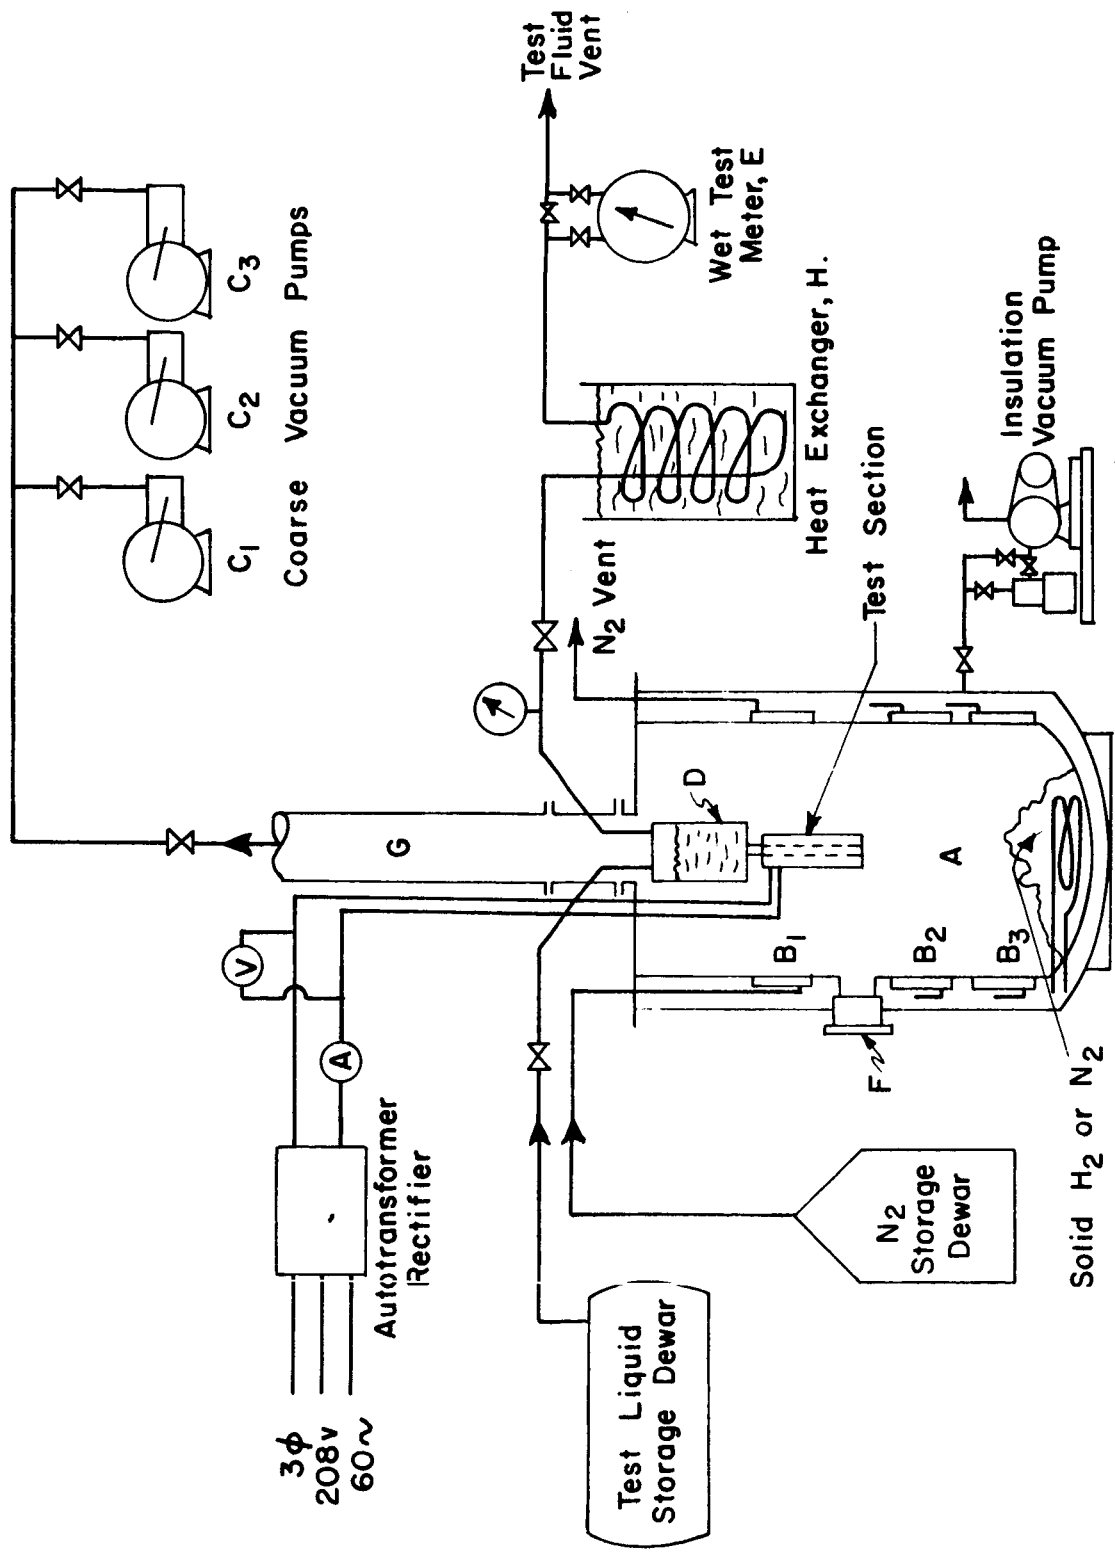 3ϕ
208v
60~
Autotransformer
Rectifier
V
A
C1
C2
C3
Coarse Vacuum Pumps
G
Test
Fluid
Vent
Wet Test
Meter, E
N2 Vent
Heat Exchanger, H.
Test Section
D
A
B1
B2
B3
F
Test Liquid
Storage Dewar
N2
Storage
Dewar
Solid H2 or N2
Insulation
Vacuum Pump